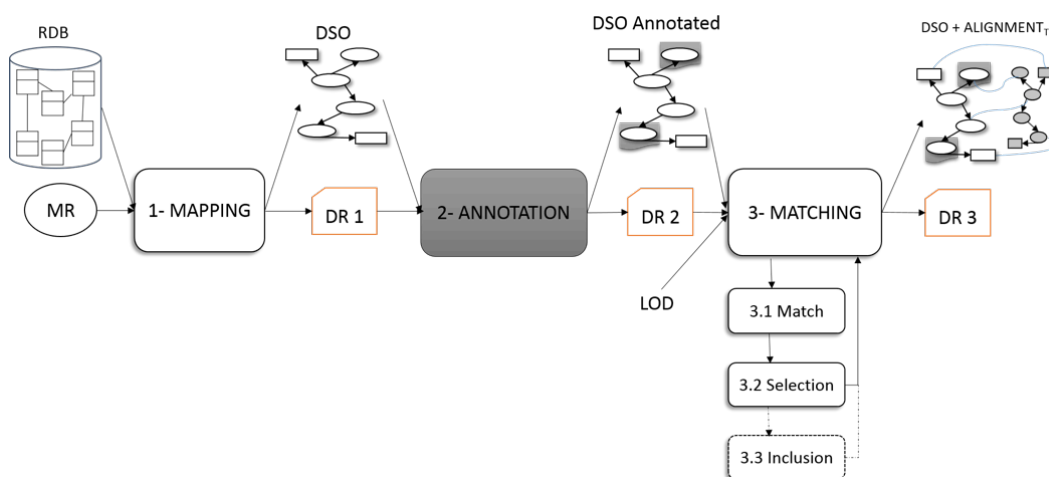 RDB
DSO
DSO Annotated
DSO + ALIGNMENT_T
MR
1- MAPPING
DR 1
2- ANNOTATION
DR 2
3- MATCHING
DR 3
LOD
3.1 Match
3.2 Selection
3.3 Inclusion